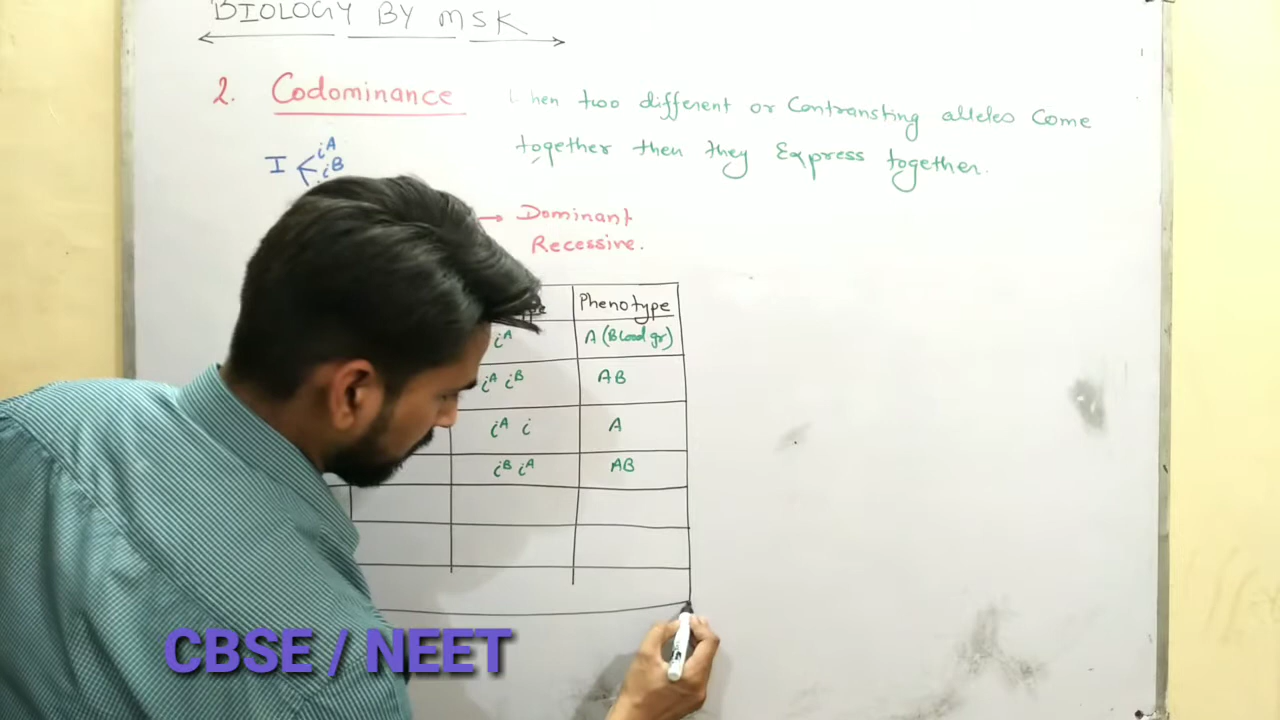 BIOLOGY BY MSK
2. Codominance
hen two different or Contransting alleles Come
together then they Express together.
I
iA
iB
→ Dominant
Recessive.
Phenotype
iA A (Blood gr)
iA iB AB
iA i A
iB iA AB
CBSE / NEET